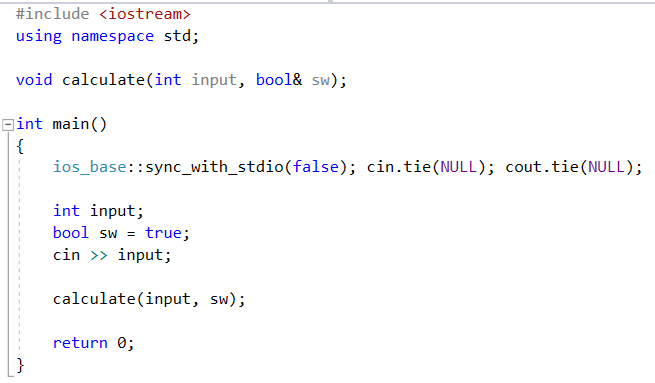 #include <iostream>
using namespace std;
void calculate(int input, bool& sw);
int main()
{
ios_base::sync_with_stdio(false); cin.tie(NULL); cout.tie(NULL);
int input;
bool sw = true;
cin >> input;
calculate(input, sw);
return 0;
}